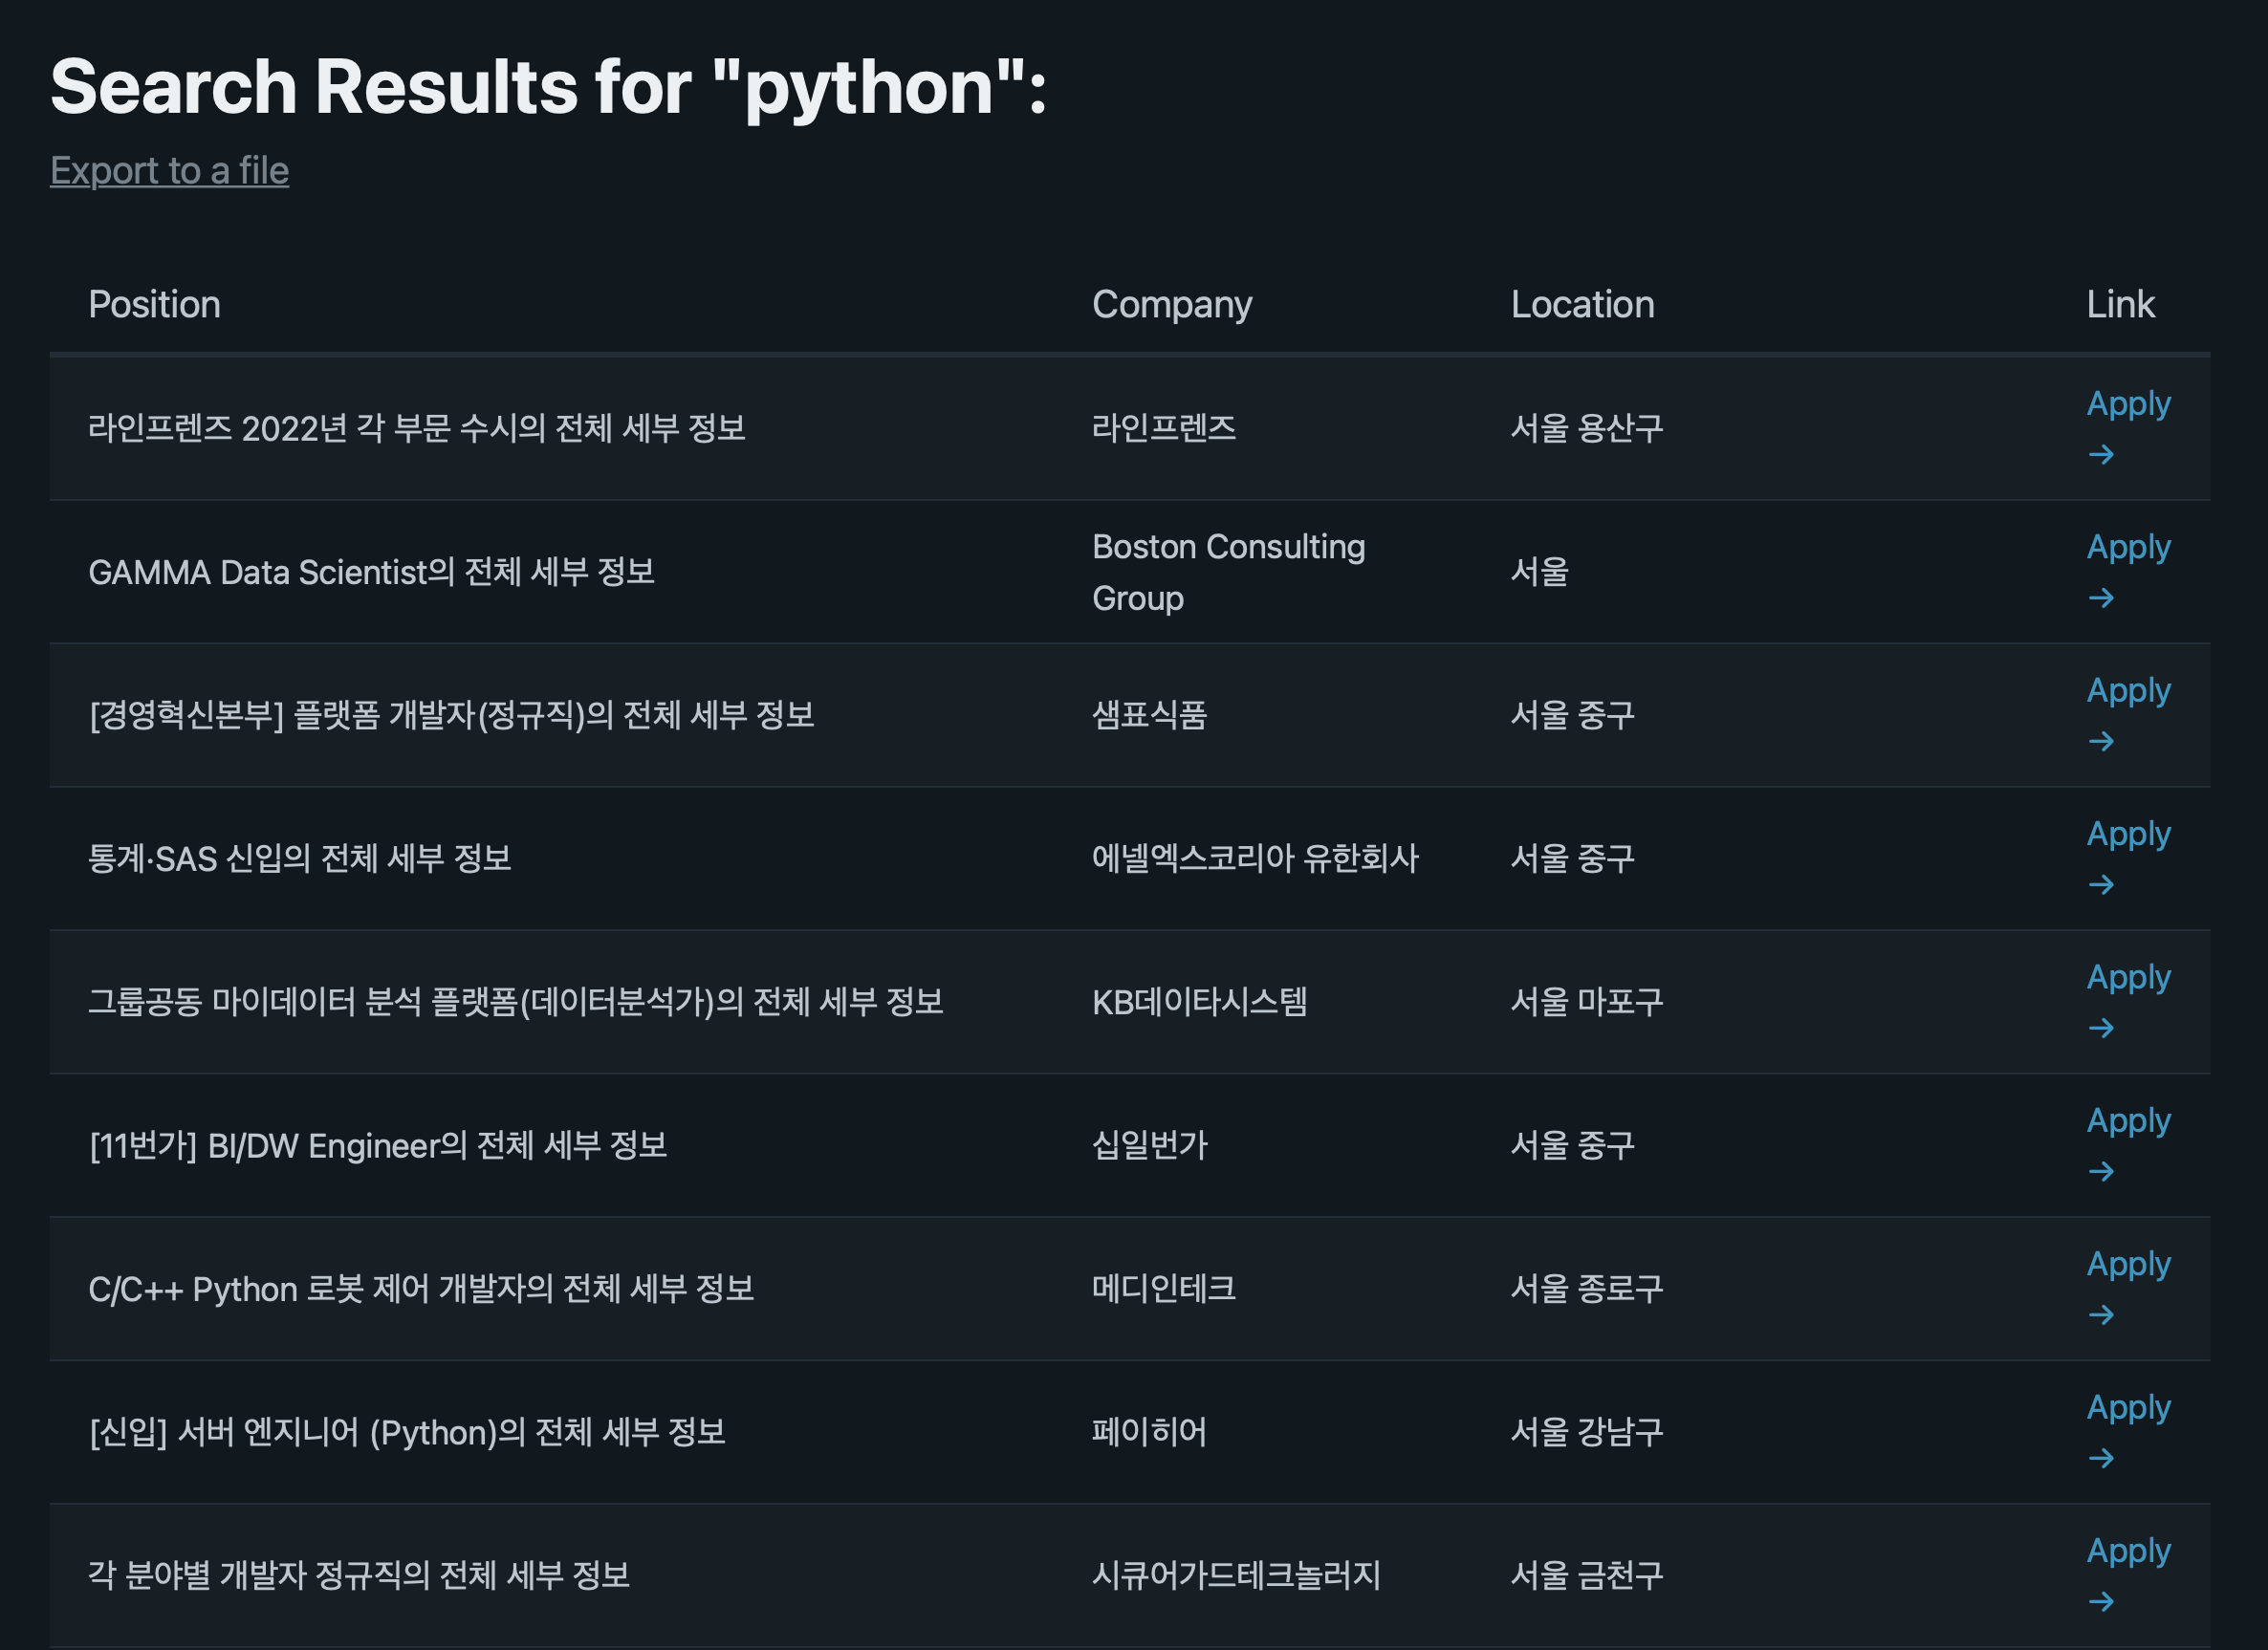 Search Results for "python":
Export to a file
Position Company Location Link
라인프렌즈 2022년 각 부문 수시의 전체 세부 정보 라인프렌즈 서울 용산구 Apply →
GAMMA Data Scientist의 전체 세부 정보 Boston Consulting Group 서울 Apply →
[경영혁신본부] 플랫폼 개발자(정규직)의 전체 세부 정보 샘표식품 서울 중구 Apply →
통계·SAS 신입의 전체 세부 정보 에넬엑스코리아 유한회사 서울 중구 Apply →
그룹공동 마이데이터 분석 플랫폼(데이터분석가)의 전체 세부 정보 KB데이타시스템 서울 마포구 Apply →
[11번가] BI/DW Engineer의 전체 세부 정보 십일번가 서울 중구 Apply →
C/C++ Python 로봇 제어 개발자의 전체 세부 정보 메디인테크 서울 종로구 Apply →
[신입] 서버 엔지니어 (Python)의 전체 세부 정보 페이히어 서울 강남구 Apply →
각 분야별 개발자 정규직의 전체 세부 정보 시큐어가드테크놀러지 서울 금천구 Apply →